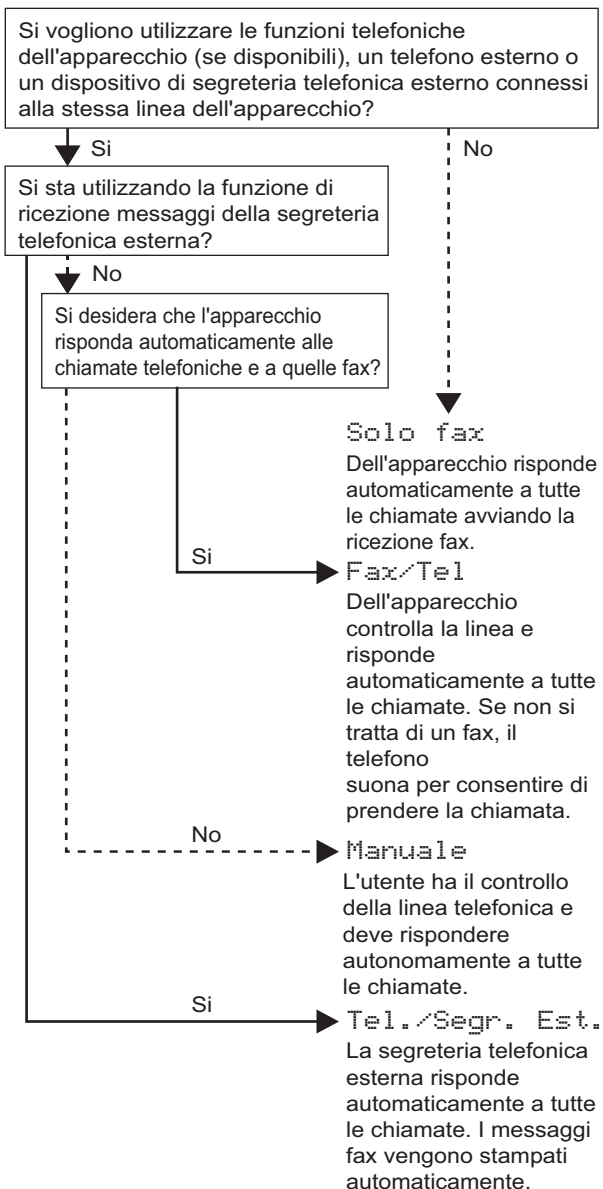 Si vogliono utilizzare le funzioni telefoniche
dell'apparecchio (se disponibili), un telefono esterno o
un dispositivo di segreteria telefonica esterno connessi
alla stessa linea dell'apparecchio?
Si
No
Si sta utilizzando la funzione di
ricezione messaggi della segreteria
telefonica esterna?
No
Si desidera che l'apparecchio
risponda automaticamente alle
chiamate telefoniche e a quelle fax?
Solo fax
Dell'apparecchio risponde
automaticamente a tutte
le chiamate avviando la
ricezione fax.
Si
Fax/Tel
Dell'apparecchio
controlla la linea e
risponde
automaticamente a tutte
le chiamate. Se non si
tratta di un fax, il
telefono
suona per consentire di
prendere la chiamata.
No
Manuale
L'utente ha il controllo
della linea telefonica e
deve rispondere
autonomamente a tutte
le chiamate.
Si
Tel./Segr. Est.
La segreteria telefonica
esterna risponde
automaticamente a tutte
le chiamate. I messaggi
fax vengono stampati
automaticamente.